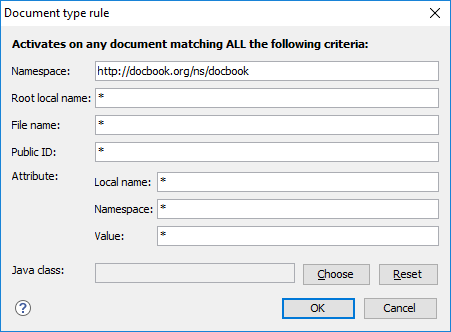 Document type rule
Activates on any document matching ALL the following criteria:
Namespace: http://docbook.org/ns/docbook
Root local name: *
File name: *
Public ID: *
Attribute: Local name: *
Namespace: *
Value: *
Java class: Choose Reset
? OK Cancel